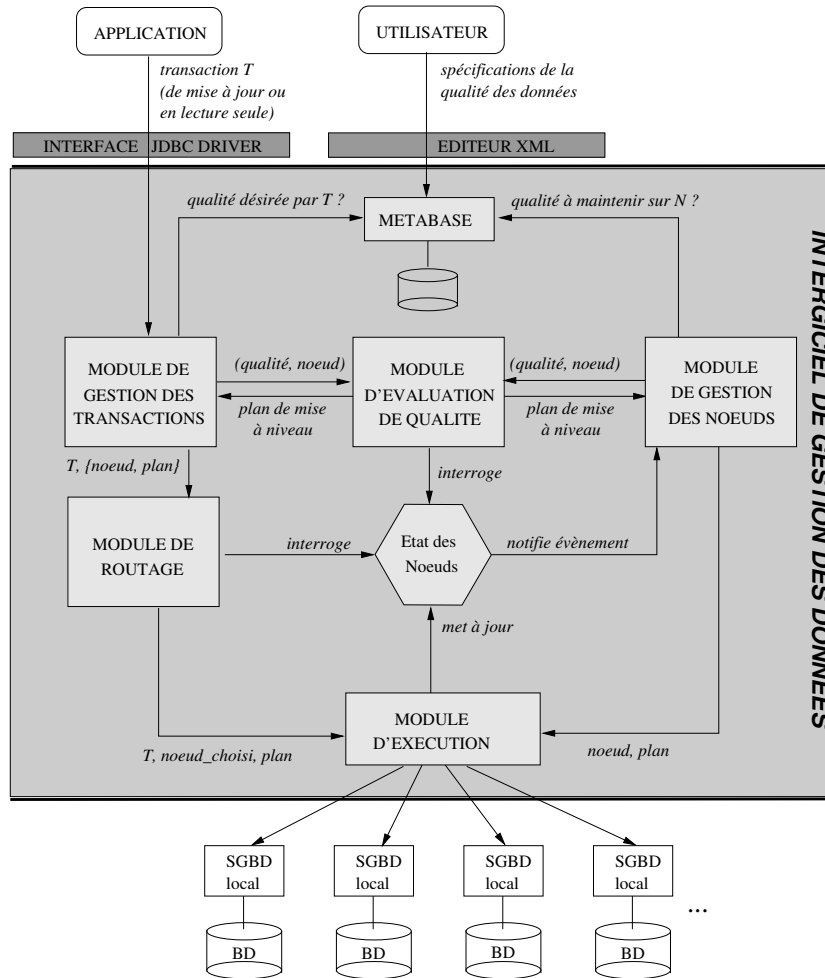 APPLICATION
UTILISATEUR
transaction T
(de mise à jour ou
en lecture seule)
spécifications de la
qualité des données
INTERFACE JDBC DRIVER
EDITEUR XML
qualité désirée par T ?
METABASE
qualité à maintenir sur N ?
INTERGICIEL DE GESTION DES DONNEES
MODULE DE
GESTION DES
TRANSACTIONS
(qualité, noeud)
plan de mise
à niveau
MODULE
D'EVALUATION
DE QUALITE
(qualité, noeud)
plan de mise
à niveau
MODULE
DE GESTION
DES NOEUDS
T, {noeud, plan}
interroge
MODULE DE
ROUTAGE
interroge
Etat des
Noeuds
notifie évènement
met à jour
MODULE
D'EXECUTION
T, noeud_choisi, plan
noeud, plan
SGBD
local
SGBD
local
SGBD
local
SGBD
local
...
BD
BD
BD
BD